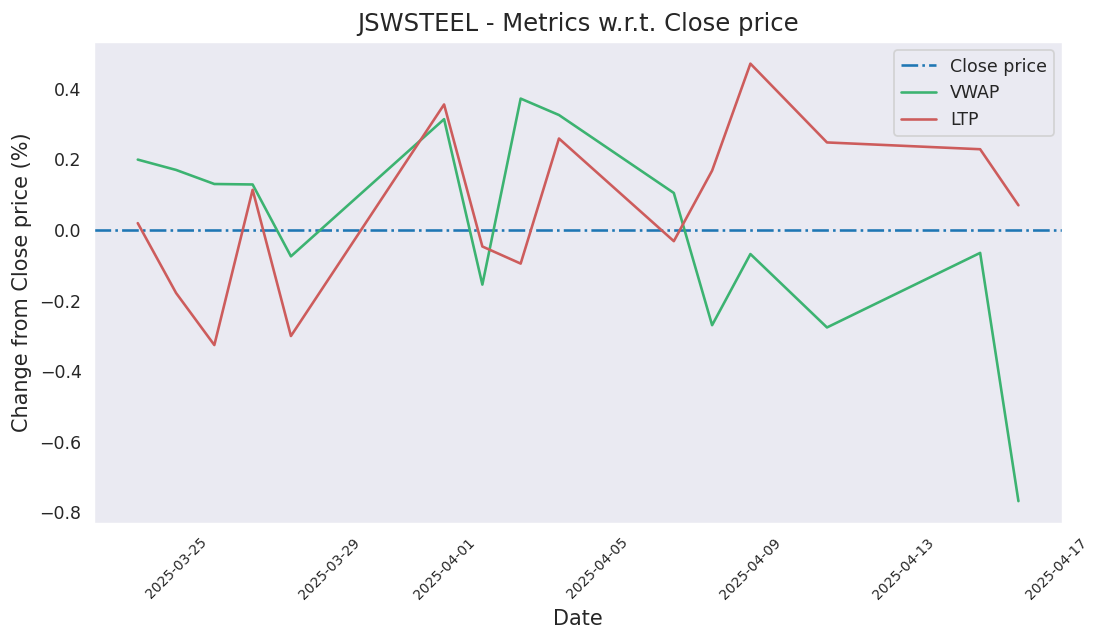 JSWSTEEL - Metrics w.r.t. Close price
Close price
VWAP
LTP
Change from Close price (%)
0.4
0.2
0.0
−0.2
−0.4
−0.6
−0.8
2025-03-25
2025-03-29
2025-04-01
2025-04-05
2025-04-09
2025-04-13
2025-04-17
Date